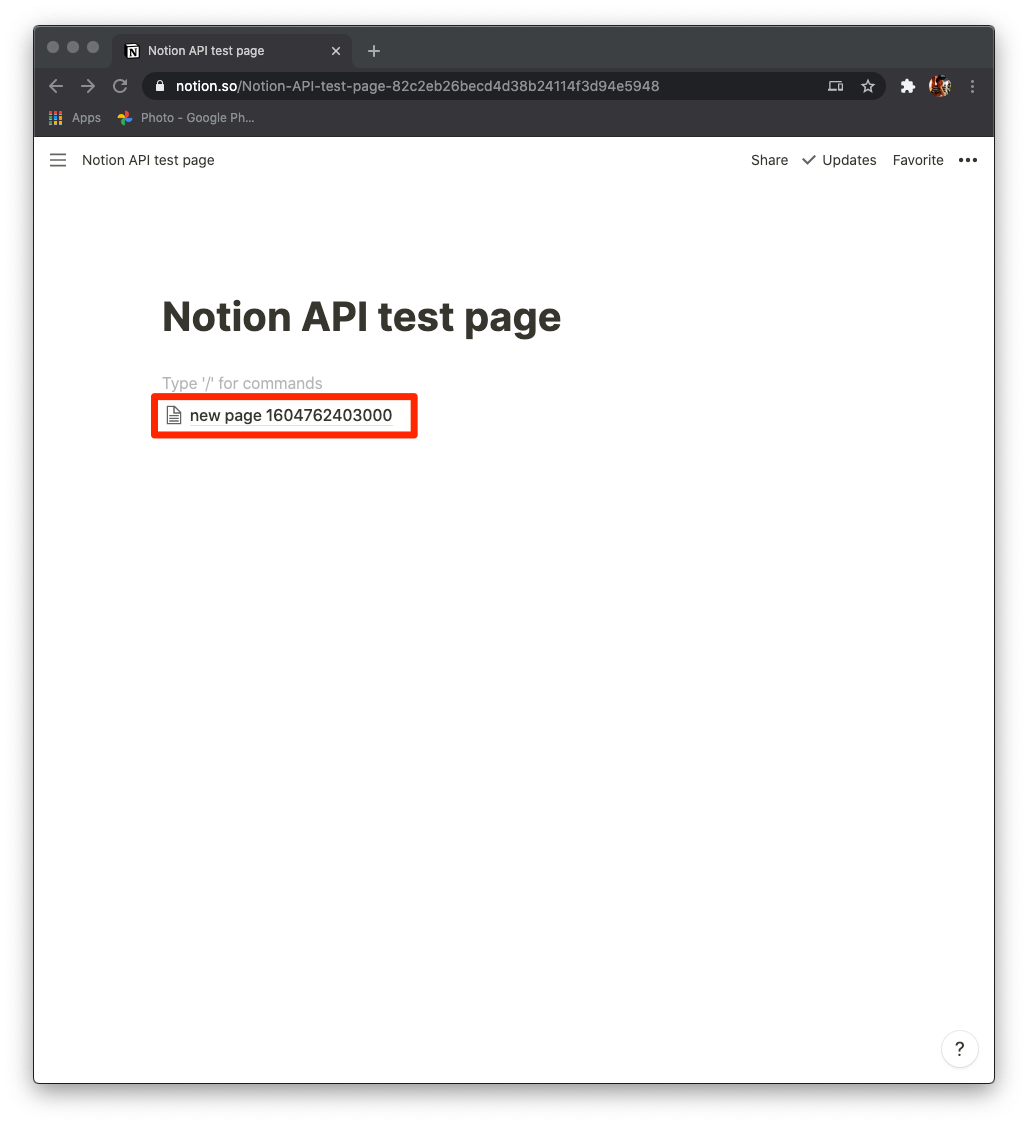 Notion API test page
notion.so/Notion-API-test-page-82c2eb26becd4d38b24114f3d94e5948
Apps Photo - Google Ph...
Notion API test page Share Updates Favorite
Notion API test page
Type '/' for commands
new page 1604762403000
?